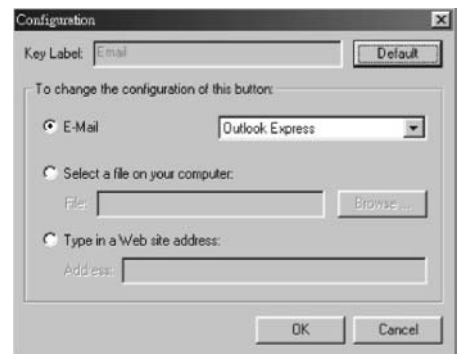 Configuration
Key Label: Email Default
To change the configuration of this button:
E-Mail Outlook Express
Select a file on your computer:
File: Browse ...
Type in a Web site address:
Address:
OK Cancel